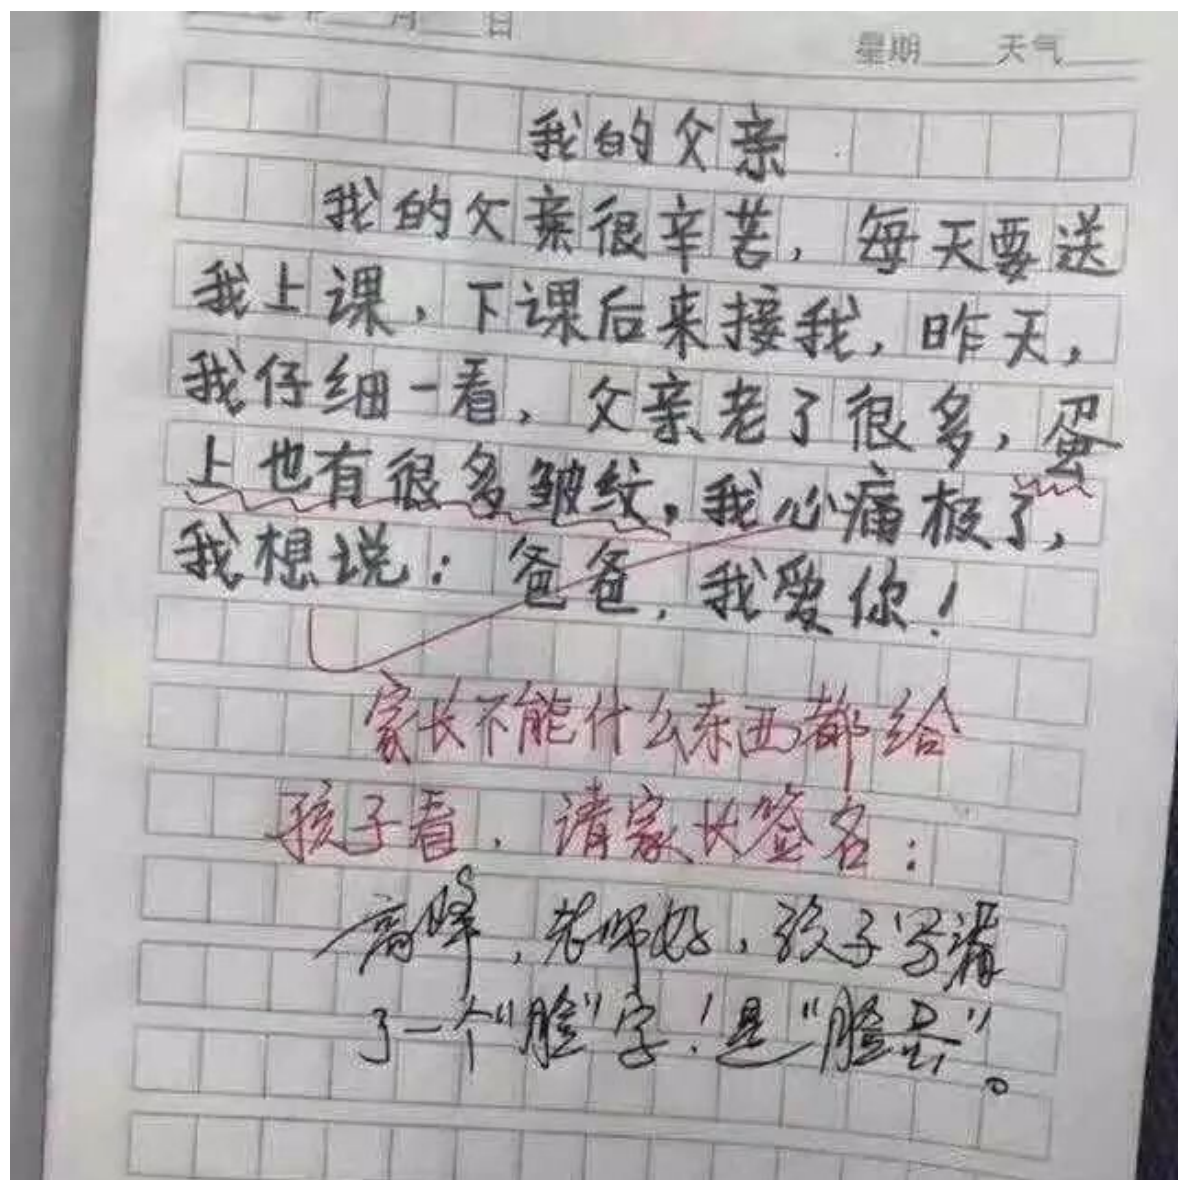 月 日
星期 天气
我的父亲
我的父亲很辛苦，每天要送
我上课，下课后来接我，昨天，
我仔细一看，父亲老了很多，蛋
上也有很多皱纹，我心痛极了，
我想说：爸爸，我爱你！
家长不能什么东西都给
孩子看，请家长签名：
高峰，老师好，孩子写漏
了一个“脸”字！是“脸蛋”。